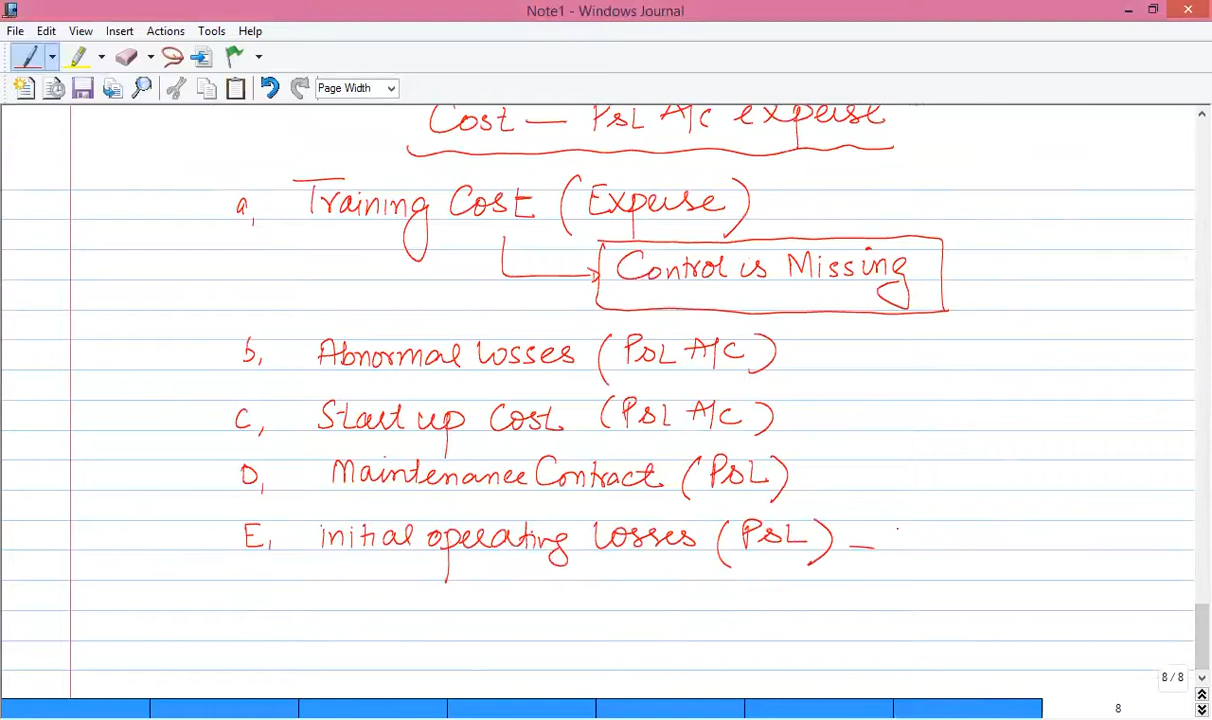 Note1 - Windows Journal
File Edit View Insert Actions Tools Help
Page Width
Cost — P&L A/C expense
a, Training Cost (Expense)
Control is Missing
b, Abnormal losses (P&L A/C)
C, Start up Cost (P&L A/C)
D, Maintenance Contract (P&L)
E, initial operating losses (P&L) —
8 / 8
8